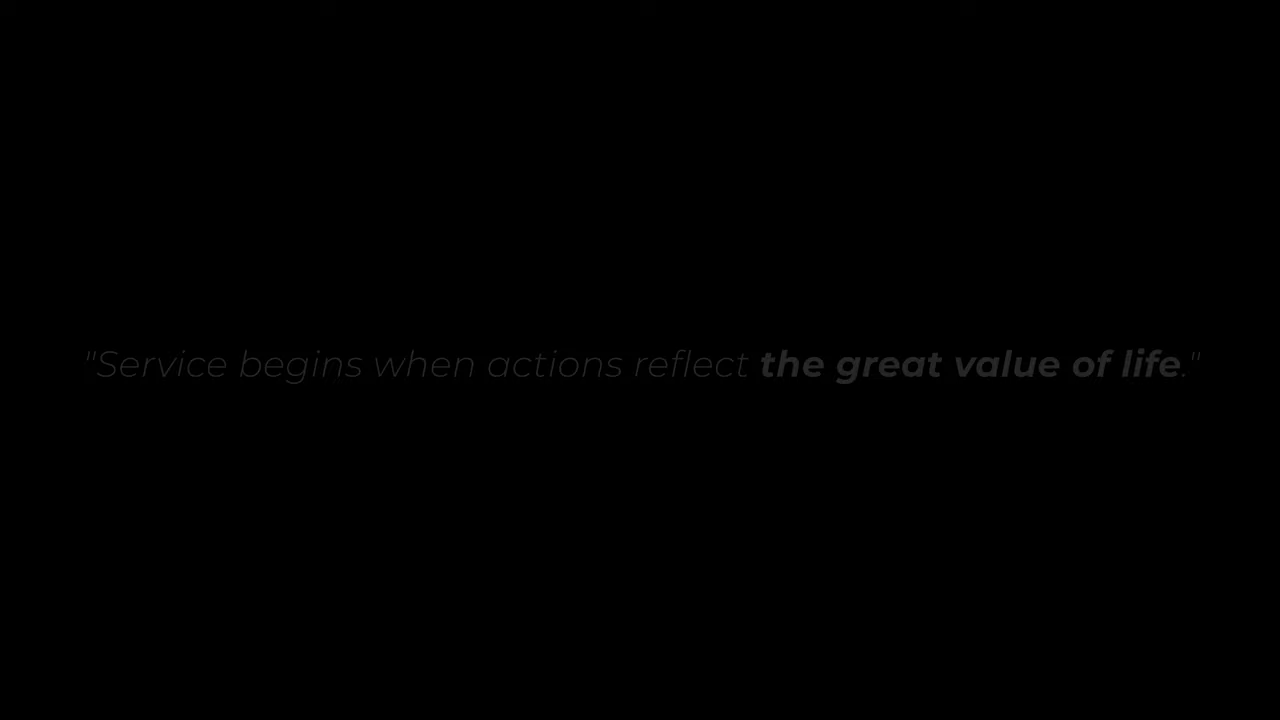 "Service begins when actions reflect the great value of life."